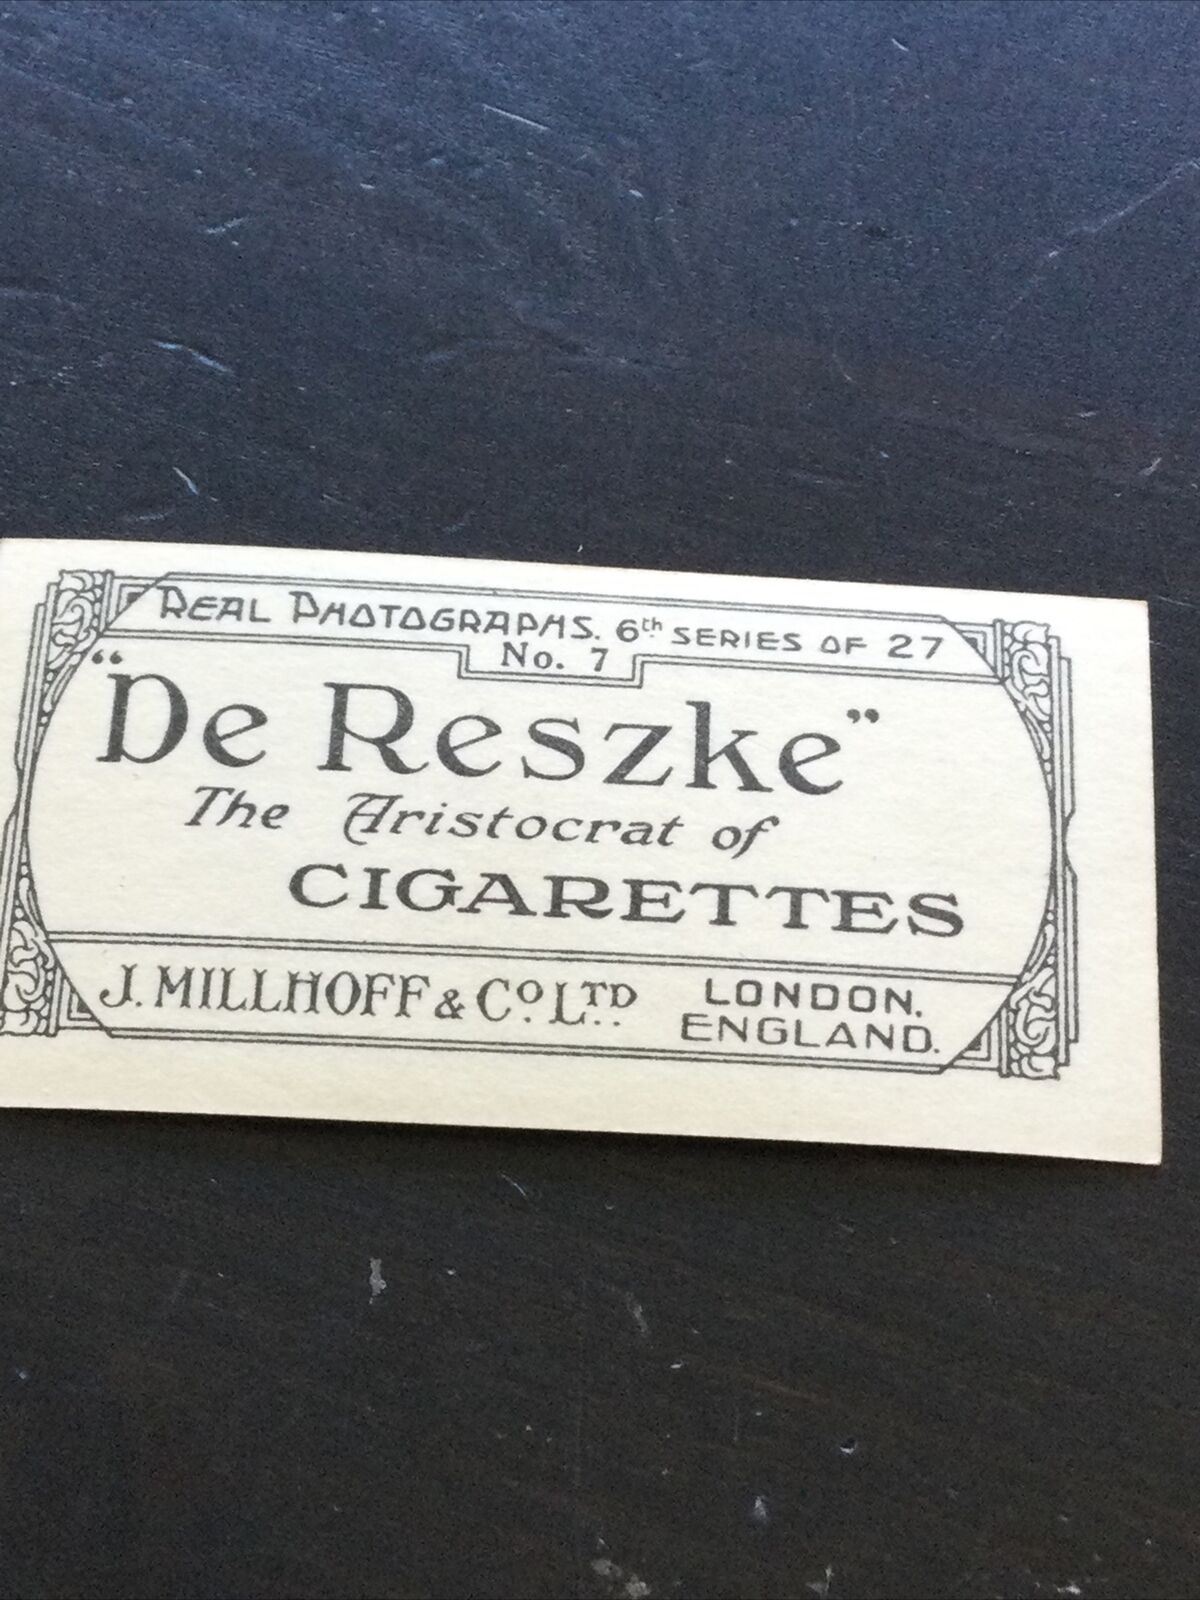 REAL PHOTOGRAPHS. 6th SERIES OF 27
No. 7
"De Reszke"
The Aristocrat of
CIGARETTES
J. MILLHOFF & Co. LTD. LONDON.
ENGLAND.